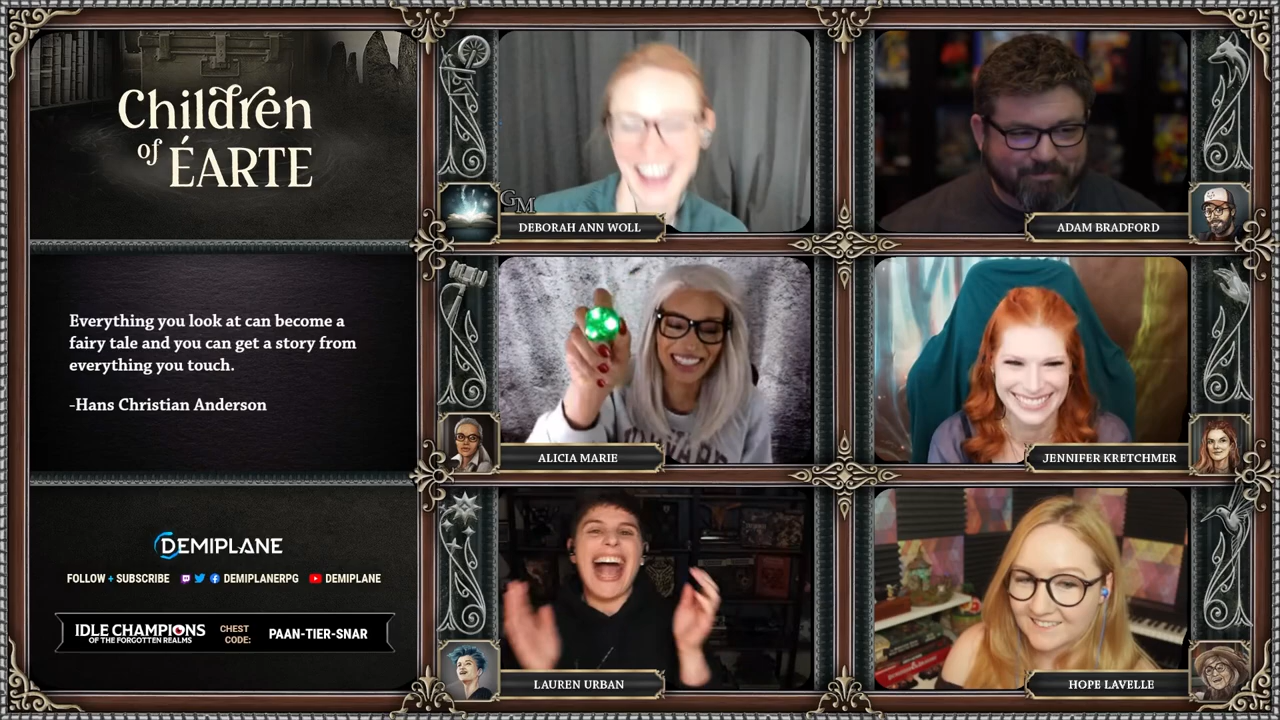 Children
of ÉARTE
Everything you look at can become a
fairy tale and you can get a story from
everything you touch.
-Hans Christian Anderson
DEMIPLANE
FOLLOW + SUBSCRIBE DEMIPLANERPG DEMIPLANE
IDLE CHAMPIONS
OF THE FORGOTTEN REALMS
CHEST
CODE:
PAAN-TIER-SNAR
GM
DEBORAH ANN WOLL
ADAM BRADFORD
ALICIA MARIE
JENNIFER KRETCHMER
LAUREN URBAN
HOPE LAVELLE